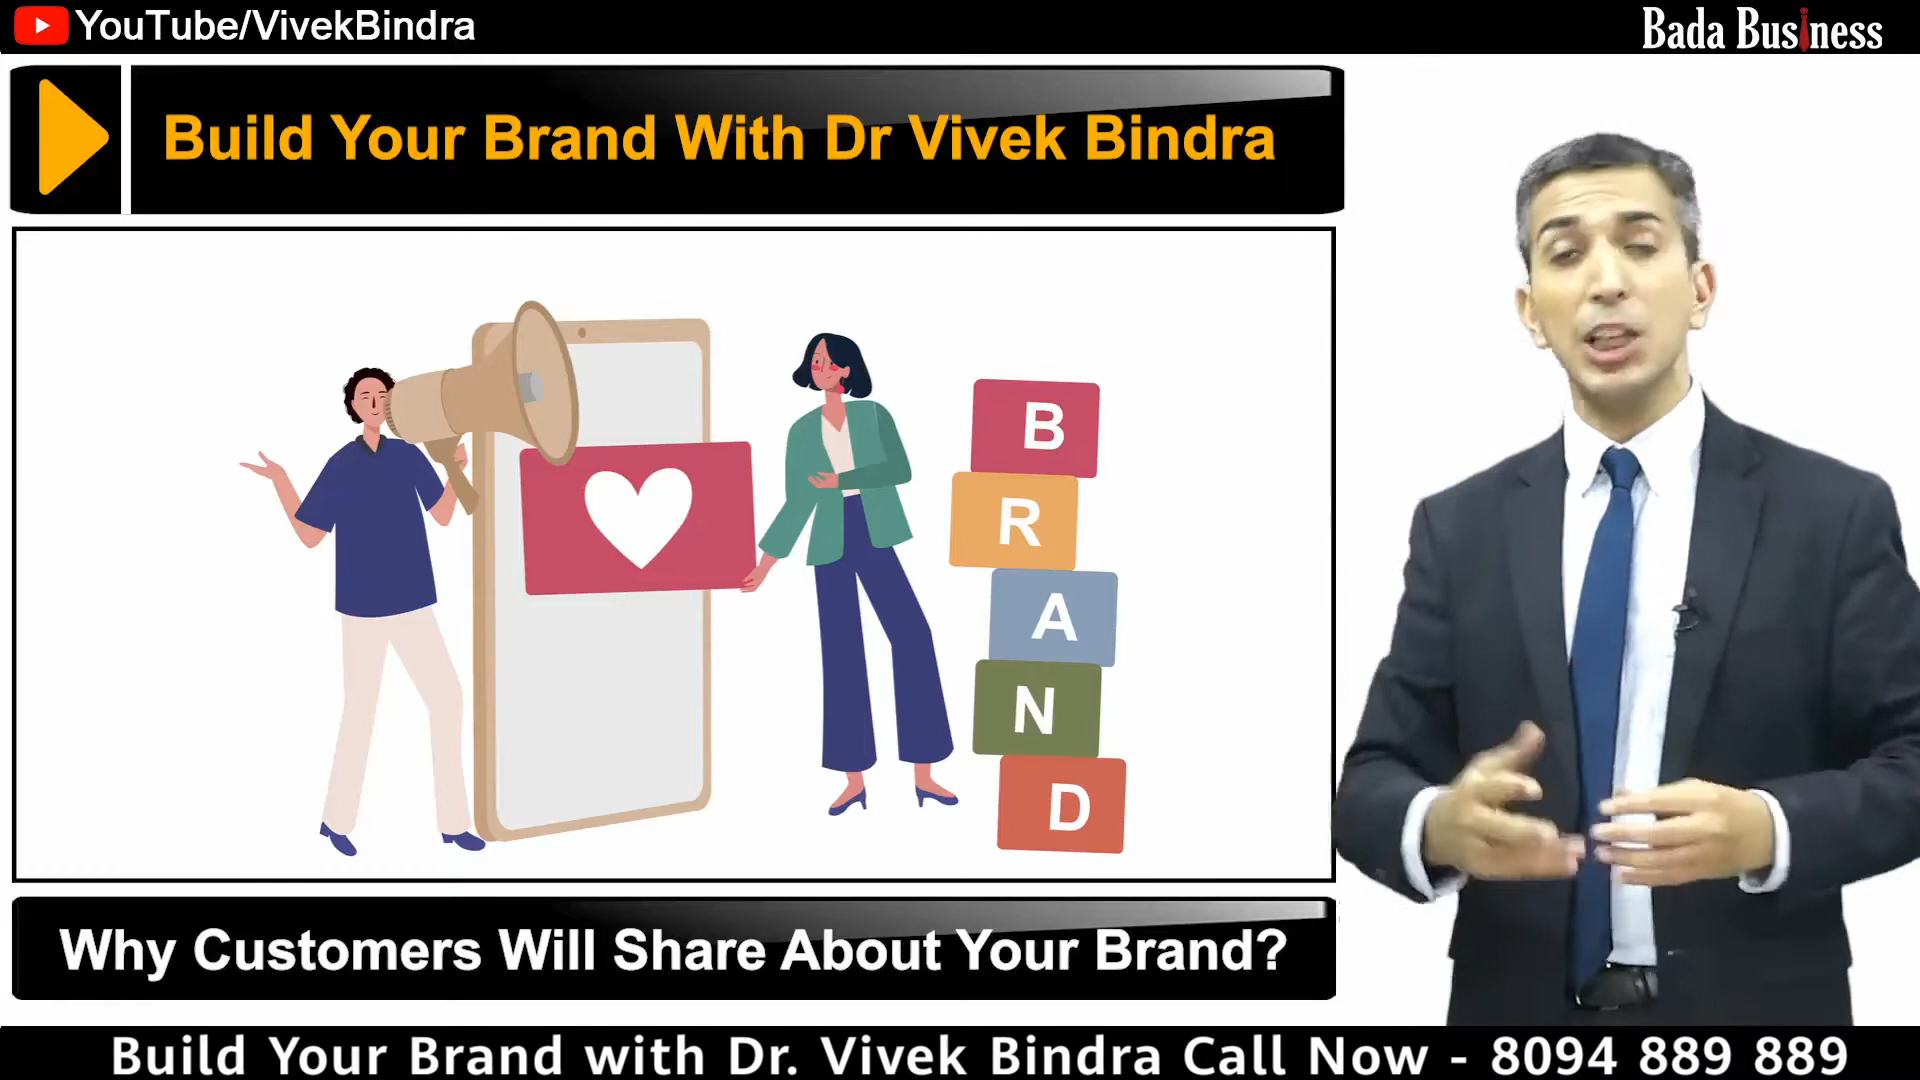 YouTube/VivekBindra
Bada Business
Build Your Brand With Dr Vivek Bindra
B
R
A
N
D
Why Customers Will Share About Your Brand?
Build Your Brand with Dr. Vivek Bindra Call Now - 8094 889 889